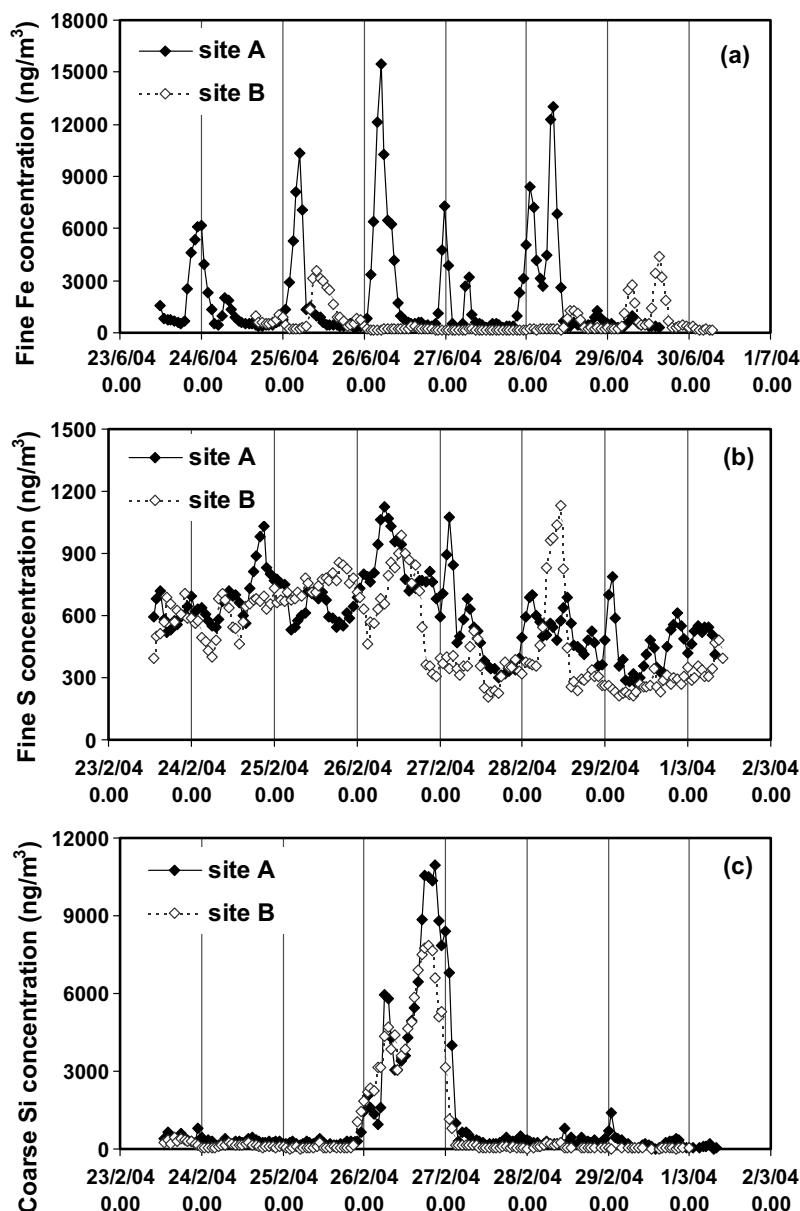 Fine Fe concentration (ng/m³)
18000
15000
12000
9000
6000
3000
0
site A
site B
(a)
23/6/04 24/6/04 25/6/04 26/6/04 27/6/04 28/6/04 29/6/04 30/6/04 1/7/04
0.00 0.00 0.00 0.00 0.00 0.00 0.00 0.00 0.00
Fine S concentration (ng/m³)
1500
1200
900
600
300
0
site A
site B
(b)
23/2/04 24/2/04 25/2/04 26/2/04 27/2/04 28/2/04 29/2/04 1/3/04 2/3/04
0.00 0.00 0.00 0.00 0.00 0.00 0.00 0.00 0.00
Coarse Si concentration (ng/m³)
12000
9000
6000
3000
0
site A
site B
(c)
23/2/04 24/2/04 25/2/04 26/2/04 27/2/04 28/2/04 29/2/04 1/3/04 2/3/04
0.00 0.00 0.00 0.00 0.00 0.00 0.00 0.00 0.00